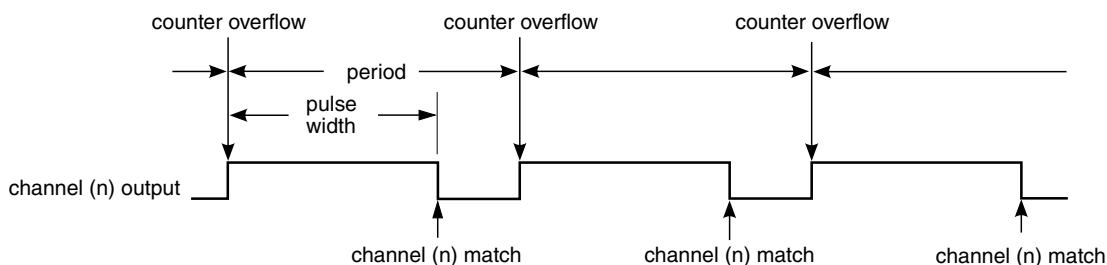 counter overflow counter overflow counter overflow
period
pulse
width
channel (n) output
channel (n) match channel (n) match channel (n) match